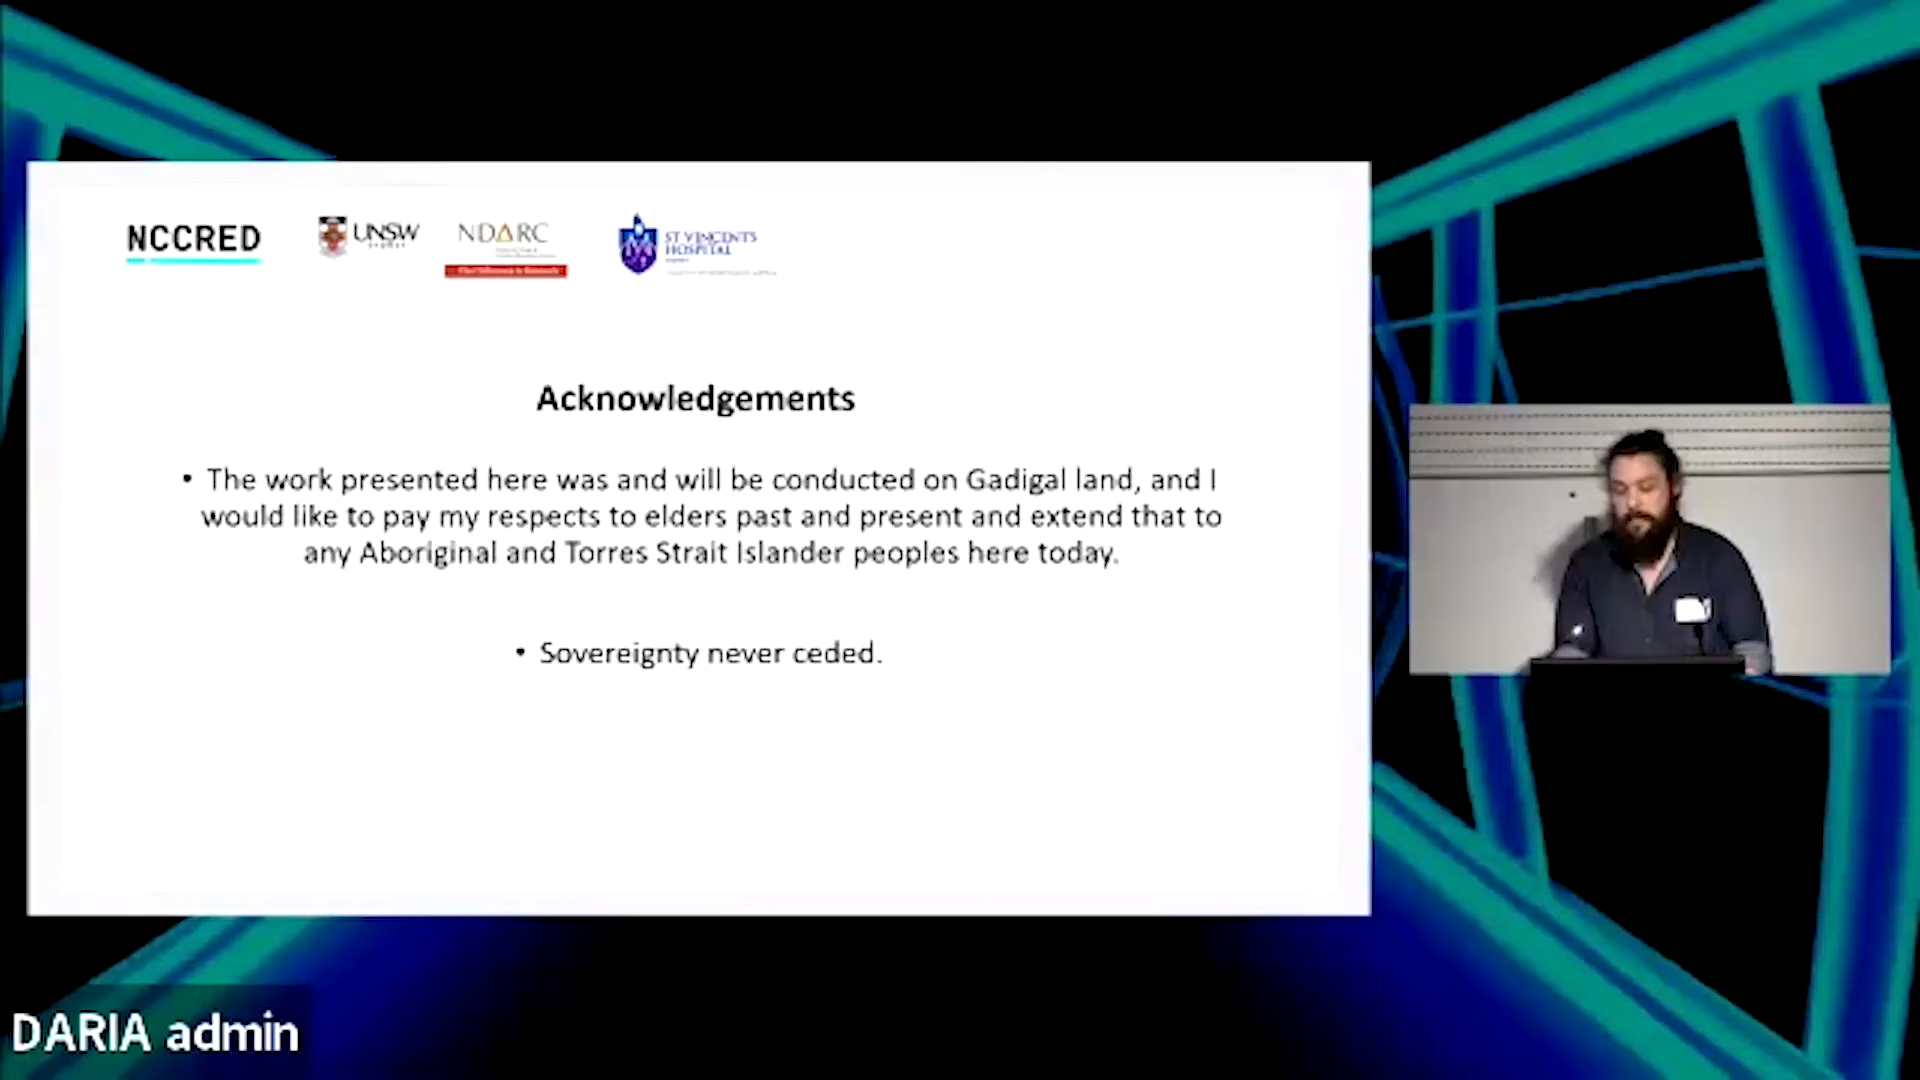 NCCRED
UNSW
SYDNEY
NDARC
ST VINCENT'S
HOSPITAL
Acknowledgements
• The work presented here was and will be conducted on Gadigal land, and I
would like to pay my respects to elders past and present and extend that to
any Aboriginal and Torres Strait Islander peoples here today.
• Sovereignty never ceded.
DARIA admin